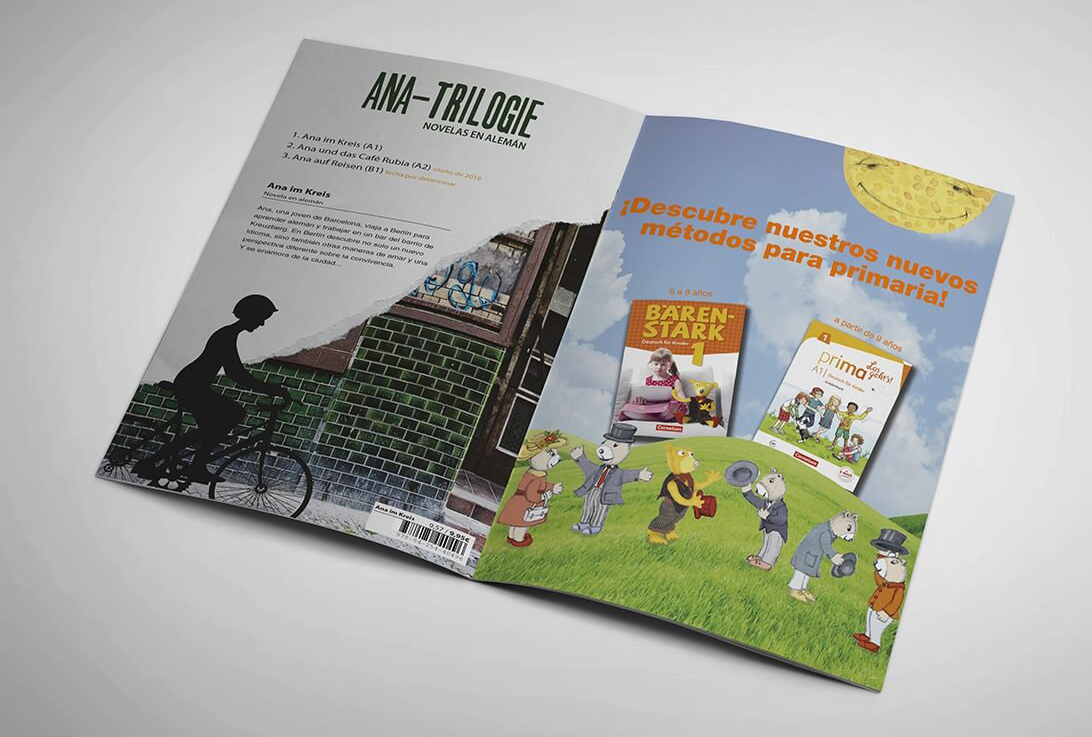 ANA-TRILOGIE
NOVELAS EN ALEMÁN
1. Ana im Kreis (A1)
2. Ana und das Café Rubia (A2) otoño de 2018
3. Ana auf Reisen (B1) fecha por determinar
Ana im Kreis
Novela en alemán
Ana, una joven de Barcelona, viaja a Berlín para
aprender alemán y trabajar en un bar del barrio de
Kreuzberg. En Berlín descubre no solo un nuevo
idioma, sino también otras maneras de amar y una
perspectiva diferente sobre la convivencia.
Y se enamora de la ciudad...
Ana im Kreis
9,57 / 9,95€
¡Descubre nuestros nuevos
métodos para primaria!
6 a 8 años
BÄREN-
STARK
Deutsch für Kinder
1
Cornelsen
a partir de 9 años
1
prima
Los geht's!
A1 Deutsch für Kinder
Cornelsen